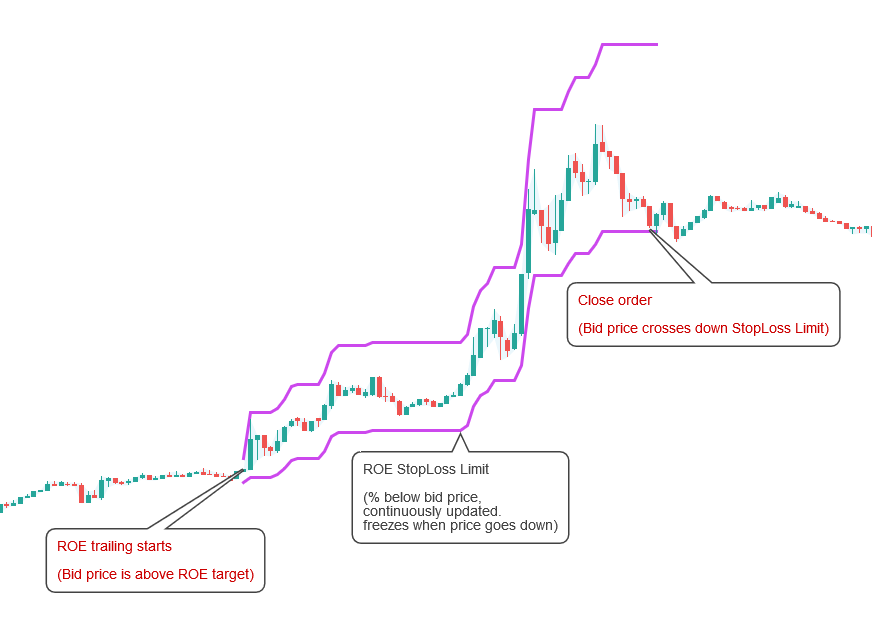 Close order
(Bid price crosses down StopLoss Limit)
ROE StopLoss Limit
(% below bid price,
continuously updated.
freezes when price goes down)
ROE trailing starts
(Bid price is above ROE target)